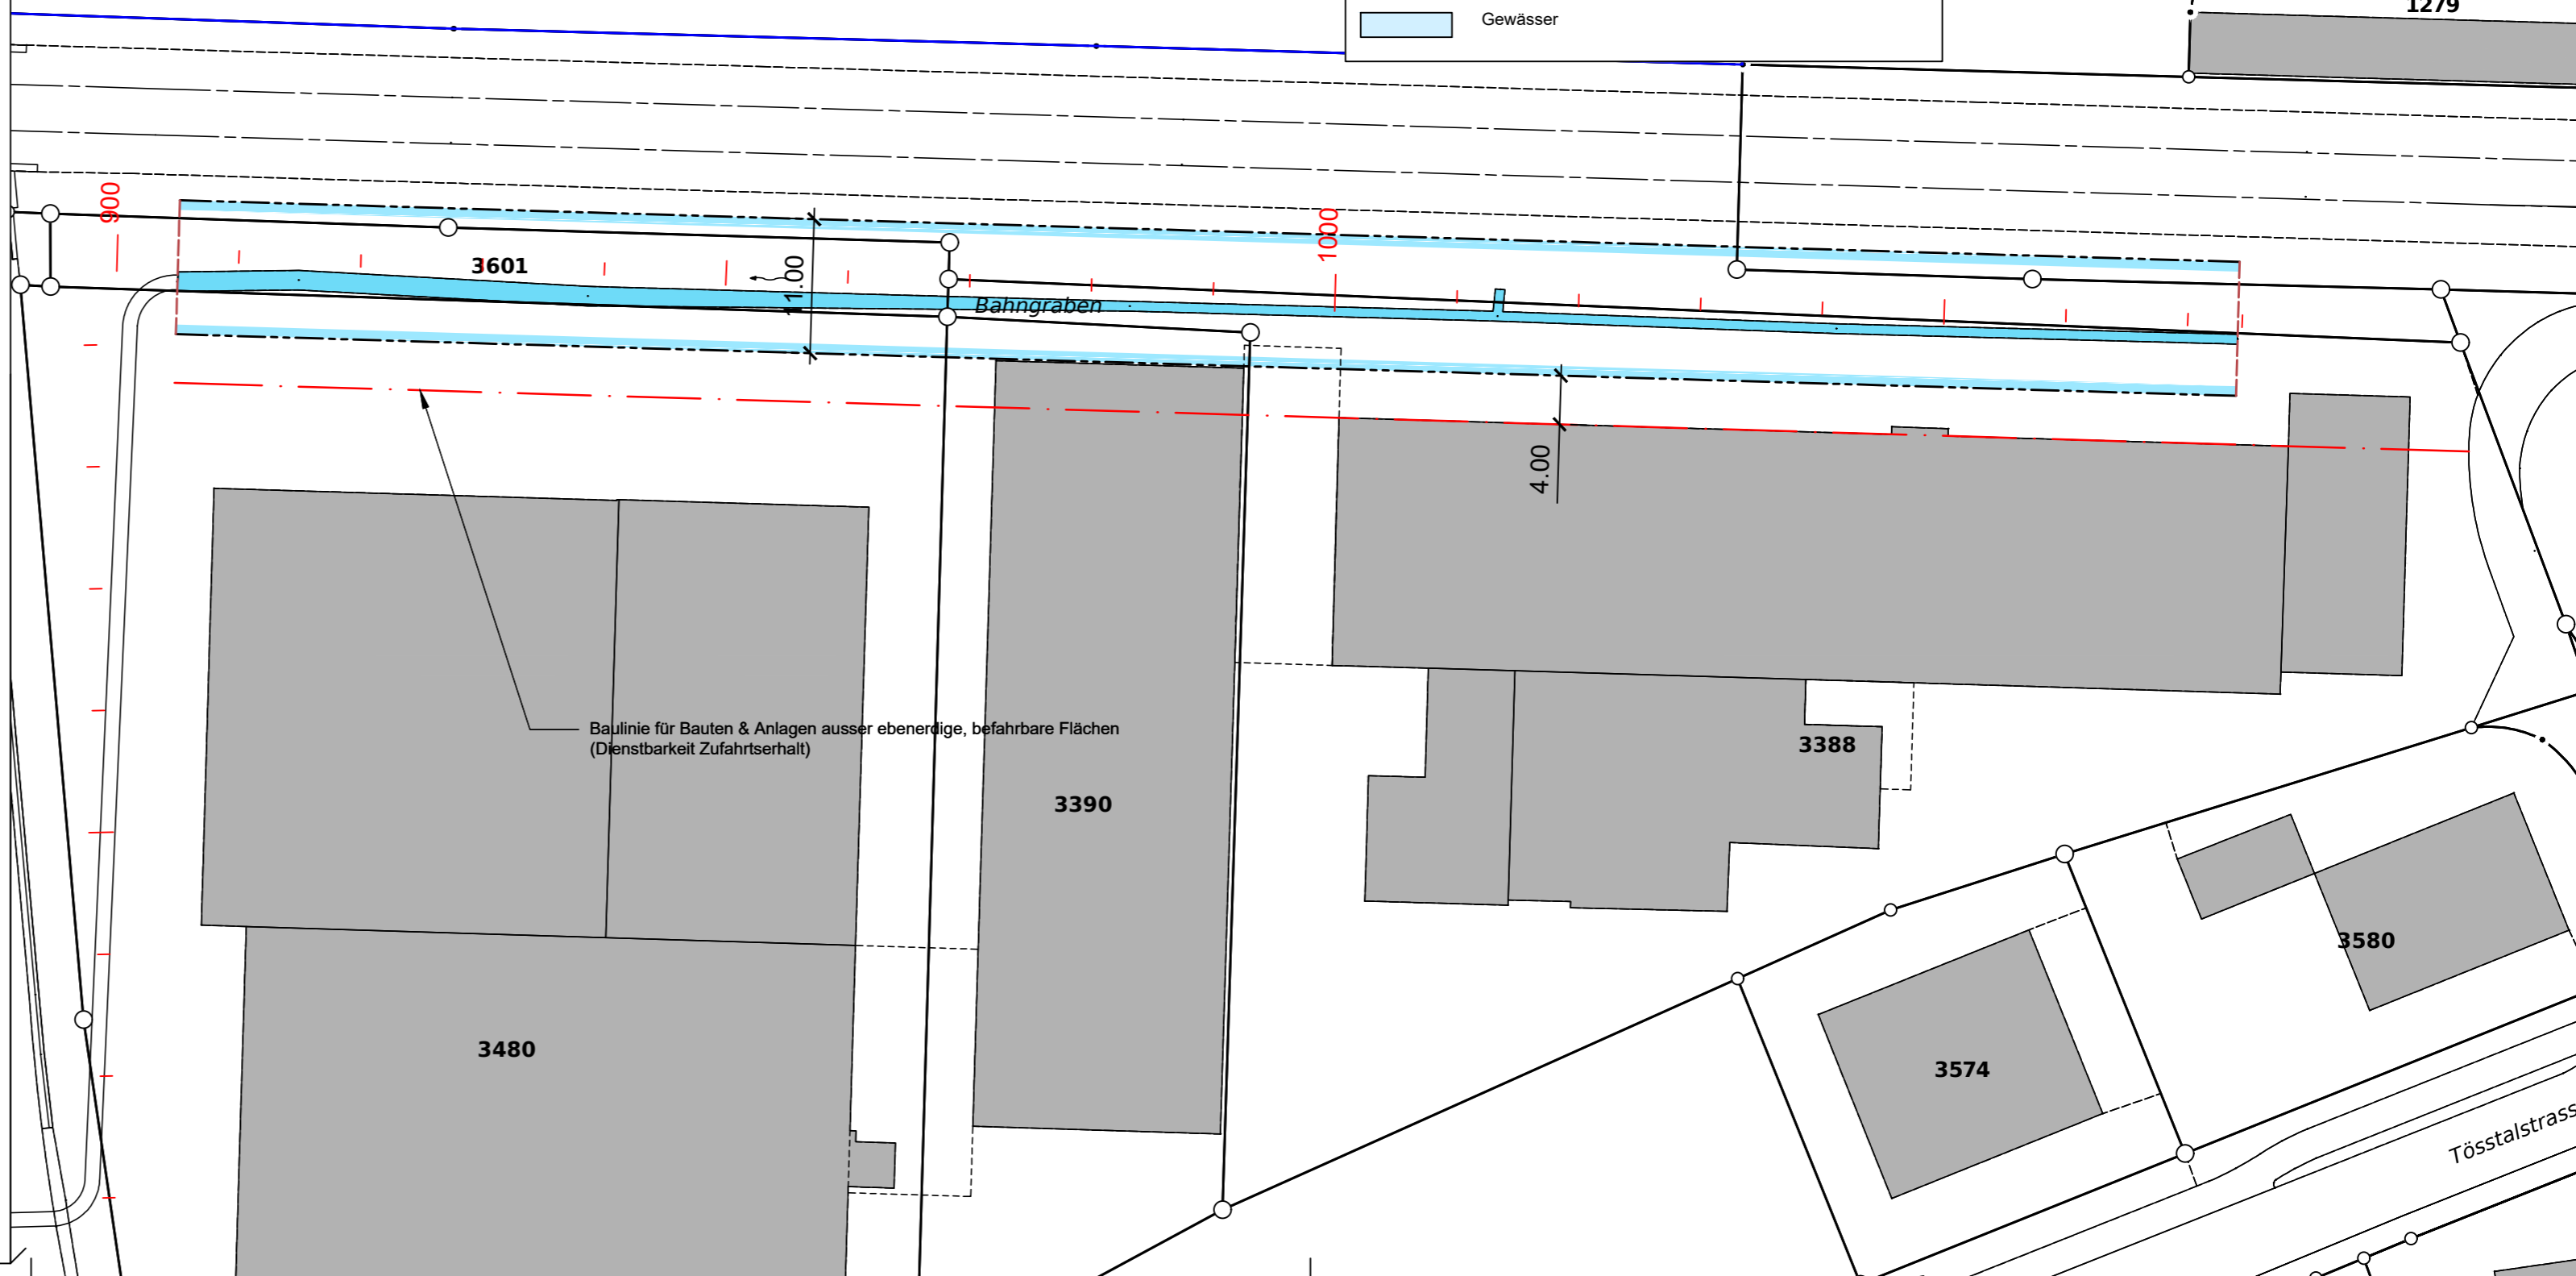 Gewässer
1279
900
1000
3601
11.00
Bahngraben
4.00
Baulinie für Bauten & Anlagen ausser ebenerdige, befahrbare Flächen
(Dienstbarkeit Zufahrtserhalt)
3388
3390
3580
3480
3574
Tösstalstrass